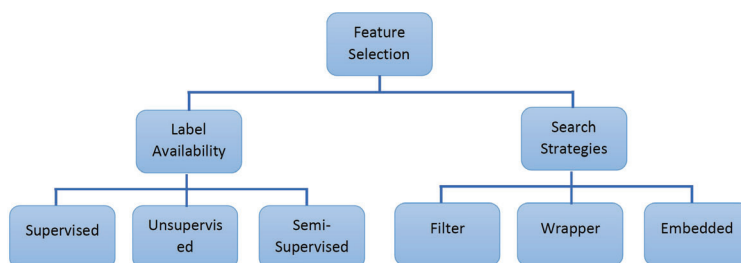 Feature
Selection
Label
Availability
Search
Strategies
Supervised
Unsupervis
ed
Semi-
Supervised
Filter
Wrapper
Embedded